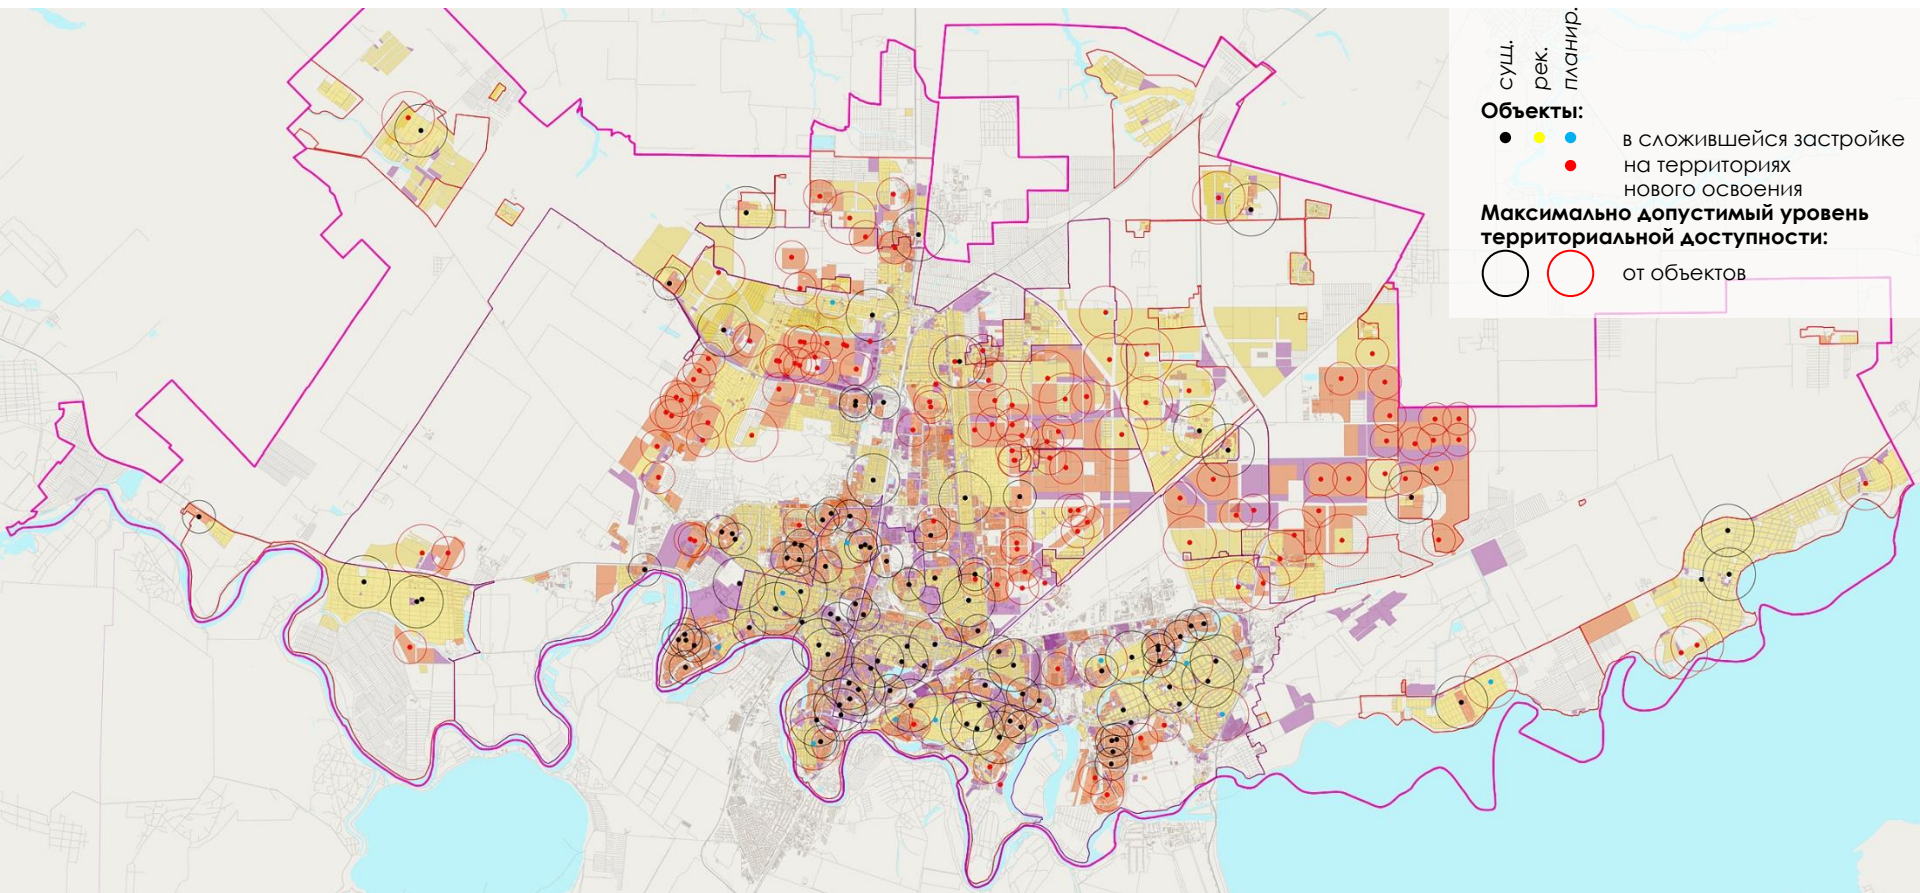 сущ.
рек.
планир.
Объекты:
в сложившейся застройке
на территориях
нового освоения
Максимально допустимый уровень
территориальной доступности:
от объектов